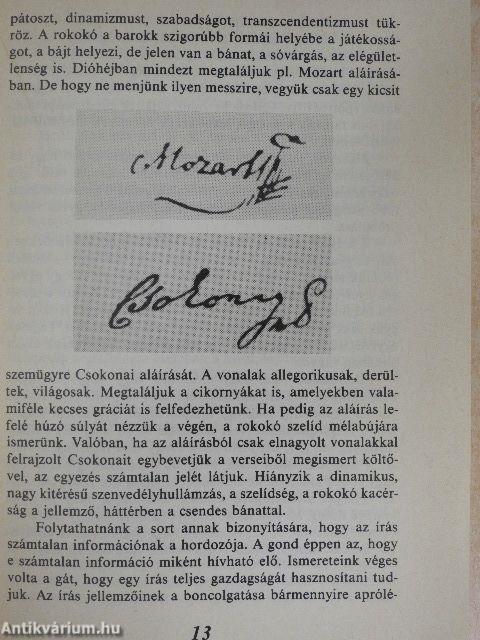 pátoszt, dinamizmust, szabadságot, transzcendentizmust tük-
röz. A rokokó a barokk szigorúbb formái helyébe a játékossá-
got, a bájt helyezi, de jelen van a bánat, a sóvárgás, az elégület-
lenség is. Dióhéjban mindezt megtaláljuk pl. Mozart aláírásá-
ban. De hogy ne menjünk ilyen messzire, vegyük csak egy kicsit
Mozart
Csokonay
szemügyre Csokonai aláírását. A vonalak allegorikusak, derül-
tek, világosak. Megtaláljuk a cikornyákat is, amelyekben vala-
miféle kecses gráciát is felfedezhetünk. Ha pedig az aláírás le-
felé húzó súlyát nézzük a végén, a rokokó szelíd mélabújára
ismerünk. Valóban, ha az aláírásból csak elnagyolt vonalakkal
felrajzolt Csokonait egybevetjük a verseiből megismert költő-
vel, az egyezés számtalan jelét látjuk. Hiányzik a dinamikus,
nagy kitérésű szenvedélyhullámzás, a szelídség, a rokokó kacér-
ság a jellemző, háttérben a csendes bánattal.
Folytathatnánk a sort annak bizonyítására, hogy az írás
számtalan információnak a hordozója. A gond éppen az, hogy
e számtalan információ miként hívható elő. Ismereteink véges
volta a gát, hogy egy írás teljes gazdagságát hasznosítani tud-
juk. Az írás jellemzőinek a boncolgatása bármennyire aprólé-
13
Antikvárium.hu